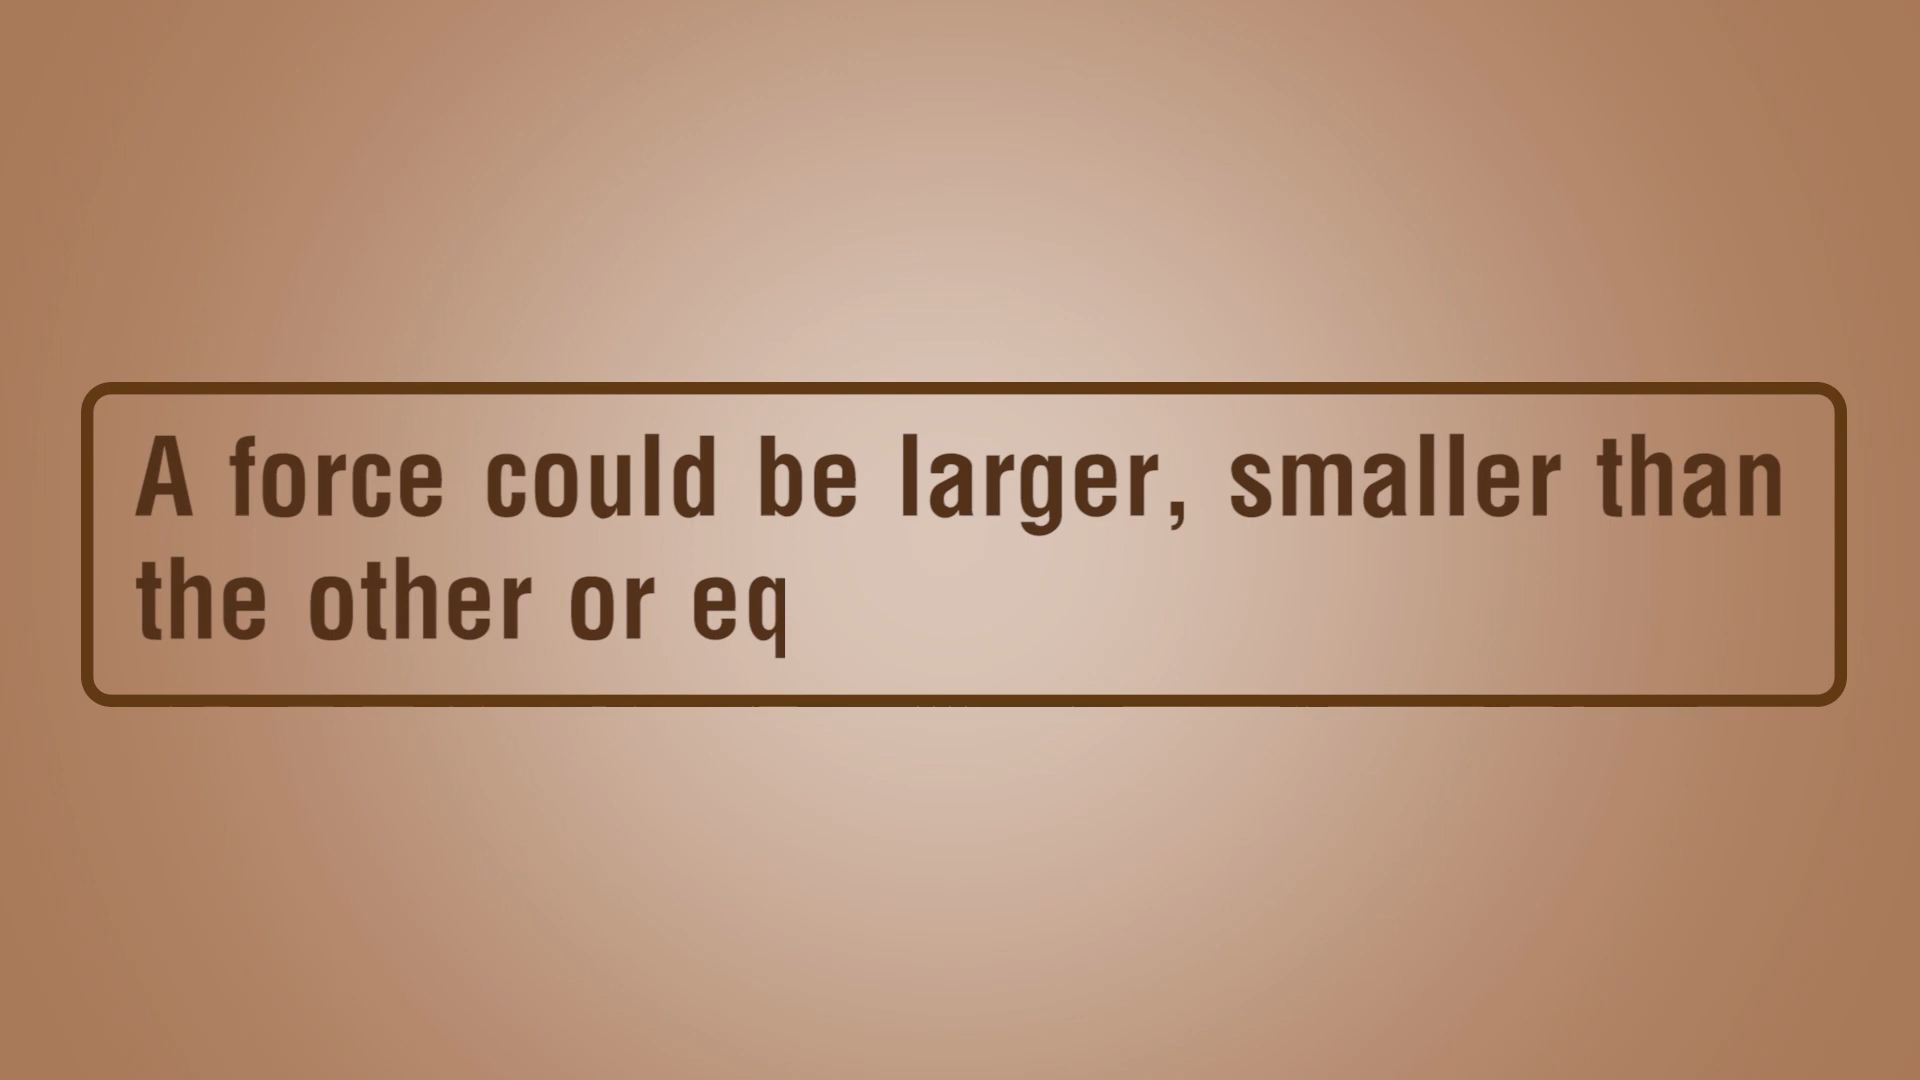 A force could be larger, smaller than
the other or eq